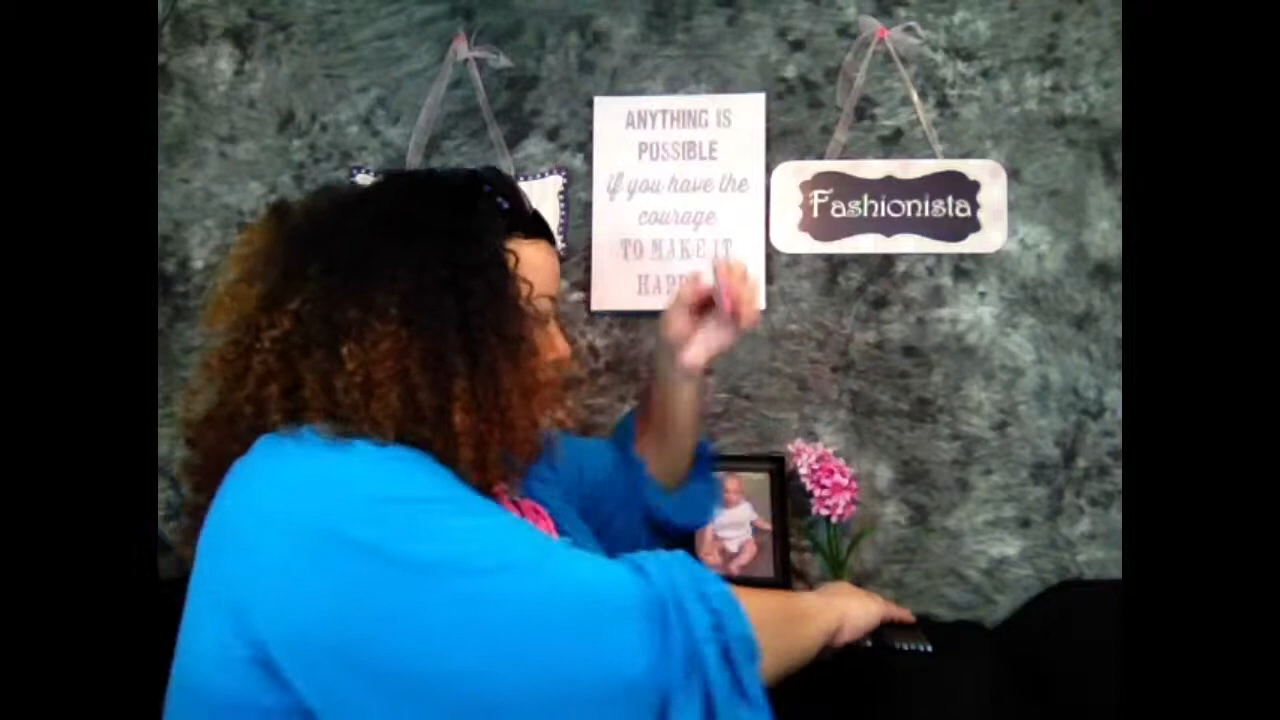 ANYTHING IS
POSSIBLE
if you have the
courage
TO MAKE IT
Fashionista